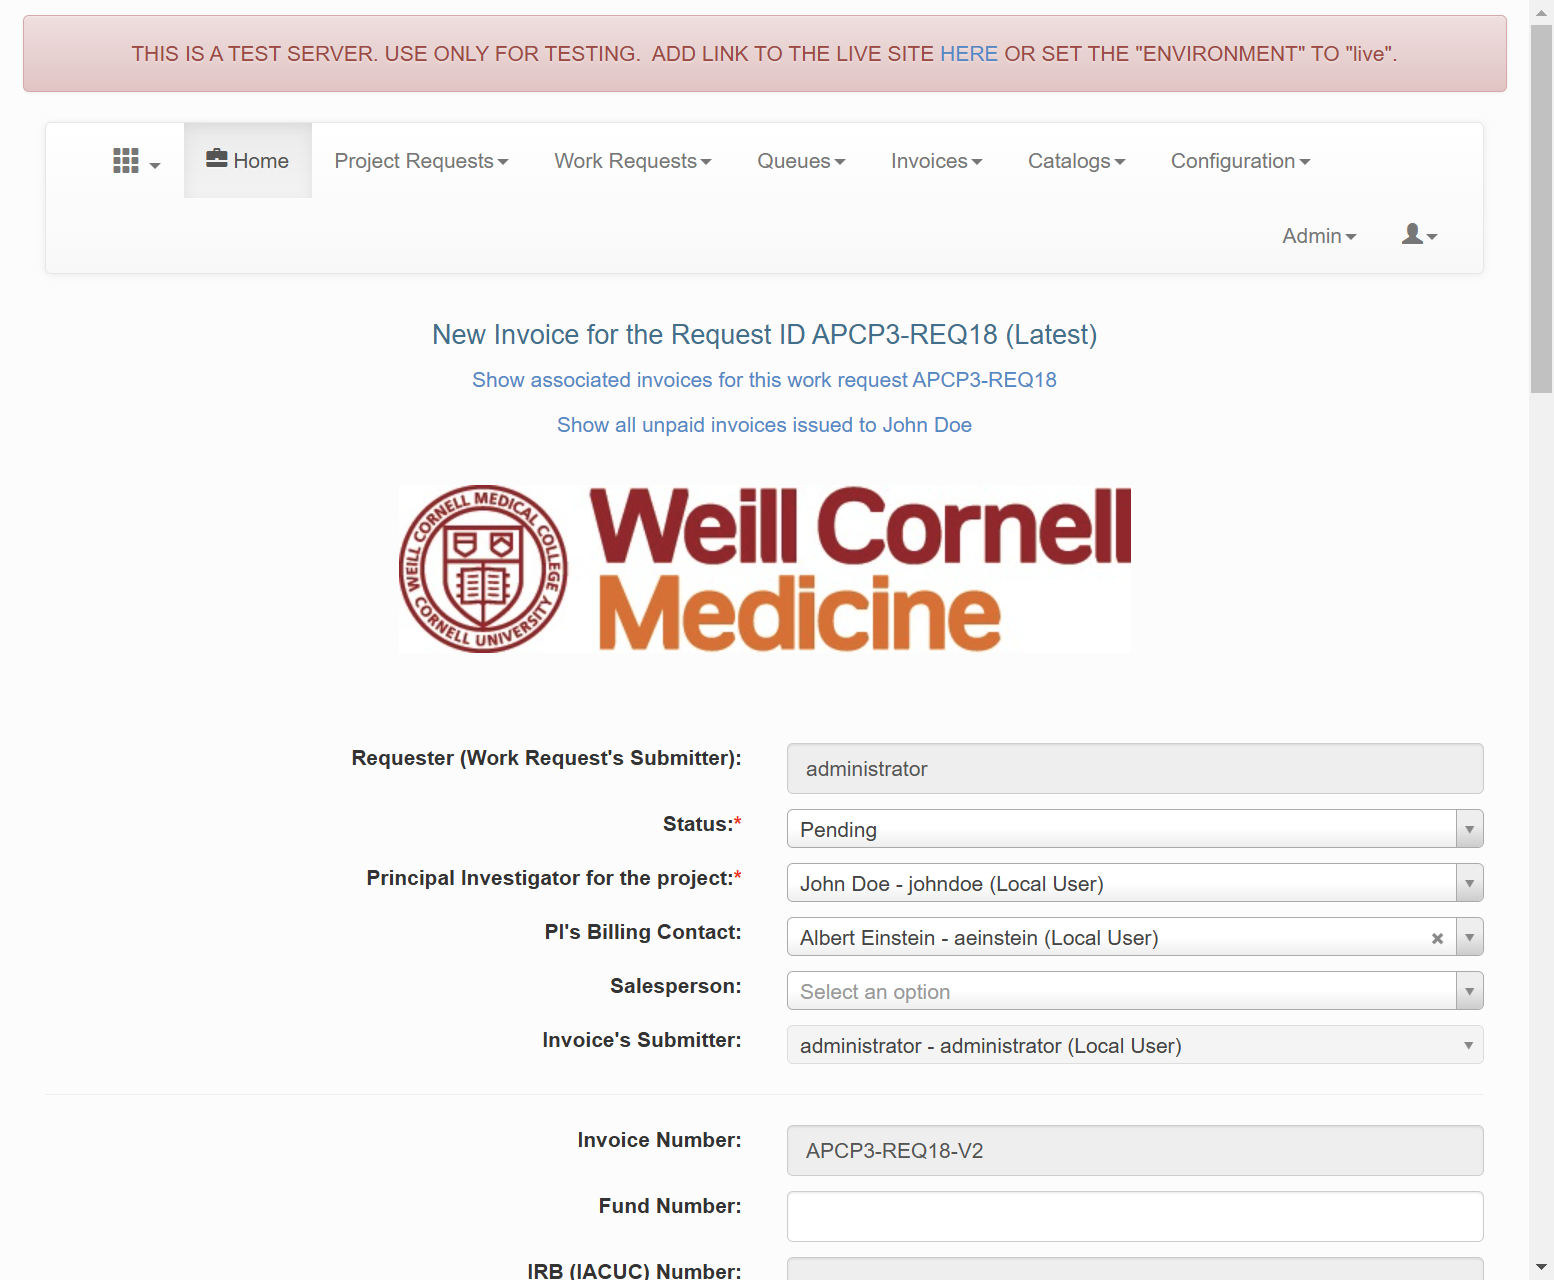 THIS IS A TEST SERVER. USE ONLY FOR TESTING.  ADD LINK TO THE LIVE SITE HERE OR SET THE "ENVIRONMENT" TO "live".
Home
Project Requests
Work Requests
Queues
Invoices
Catalogs
Configuration
Admin
New Invoice for the Request ID APCP3-REQ18 (Latest)
Show associated invoices for this work request APCP3-REQ18
Show all unpaid invoices issued to John Doe
WEILL CORNELL MEDICAL COLLEGE
CORNELL UNIVERSITY
Weill Cornell
Medicine
Requester (Work Request's Submitter):
administrator
Status:*
Pending
Principal Investigator for the project:*
John Doe - johndoe (Local User)
PI's Billing Contact:
Albert Einstein - aeinstein (Local User)
Salesperson:
Select an option
Invoice's Submitter:
administrator - administrator (Local User)
Invoice Number:
APCP3-REQ18-V2
Fund Number:
IRB (IACUC) Number: